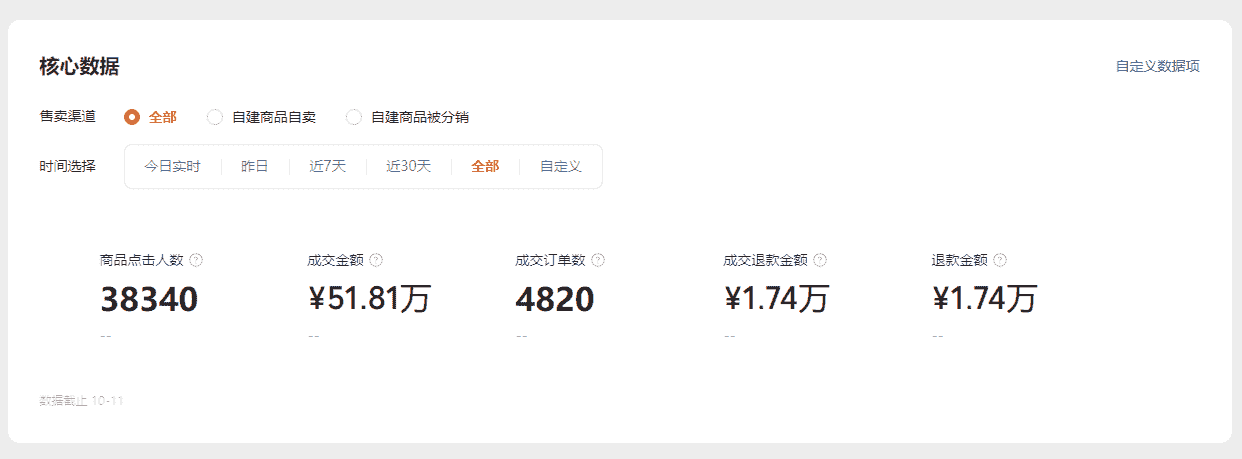 核心数据 自定义数据项
售卖渠道 全部 自建商品自卖 自建商品被分销
时间选择 今日实时 昨日 近7天 近30天 全部 自定义
商品点击人数 ? 成交金额 ? 成交订单数 ? 成交退款金额 ? 退款金额 ?
38340 ¥51.81万 4820 ¥1.74万 ¥1.74万
-- -- -- -- --
数据截止 10-11